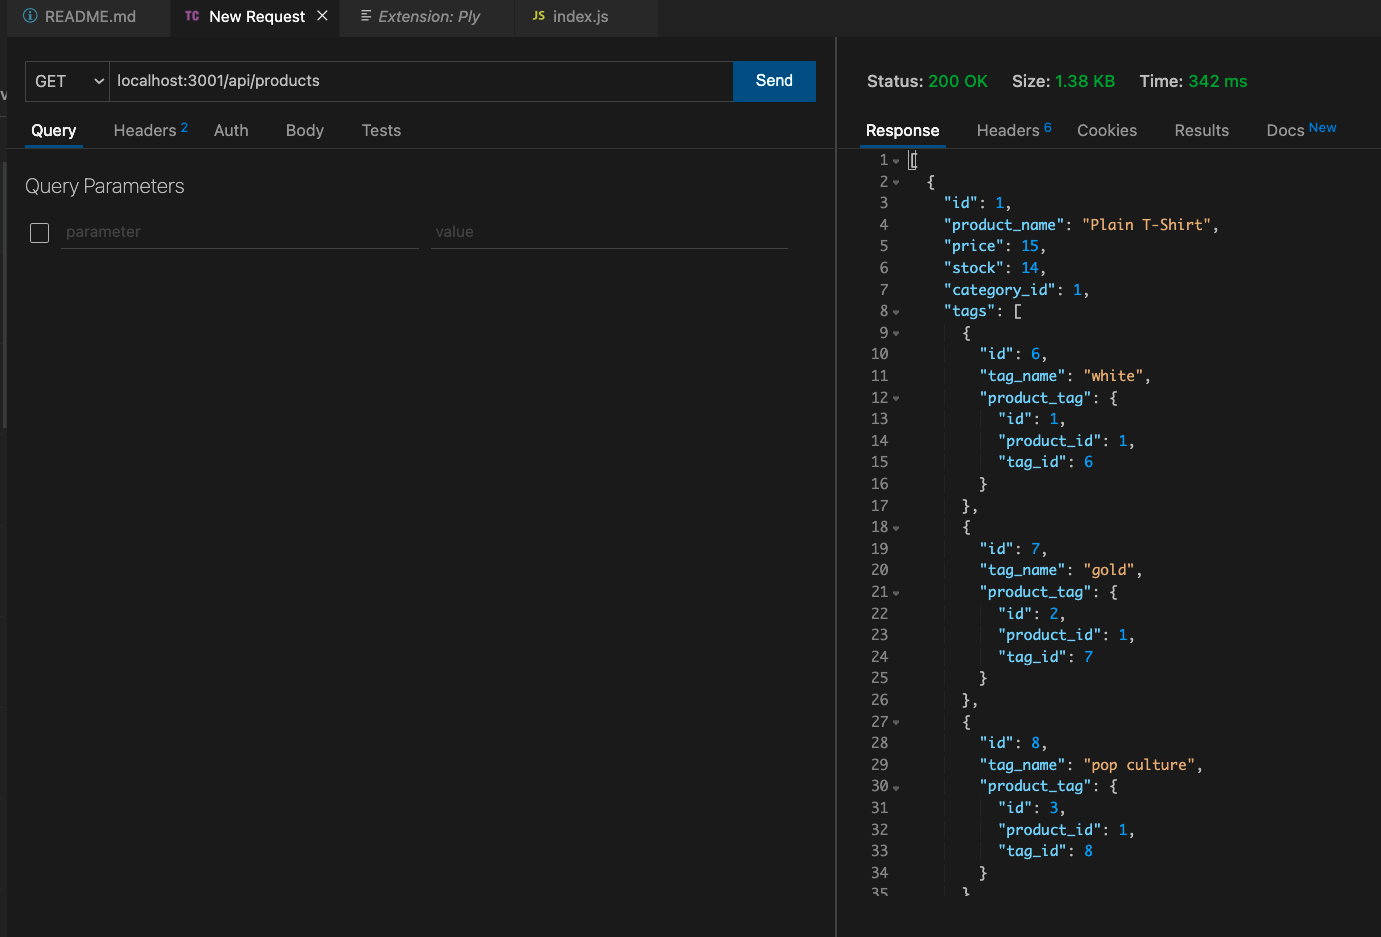 README.md
TC New Request
Extension: Ply
JS index.js
GET localhost:3001/api/products Send
Query Headers 2 Auth Body Tests
Query Parameters
parameter value
Status: 200 OK Size: 1.38 KB Time: 342 ms
Response Headers 6 Cookies Results Docs New
1 [
2 {
3 "id": 1,
4 "product_name": "Plain T-Shirt",
5 "price": 15,
6 "stock": 14,
7 "category_id": 1,
8 "tags": [
9 {
10 "id": 6,
11 "tag_name": "white",
12 "product_tag": {
13 "id": 1,
14 "product_id": 1,
15 "tag_id": 6
16 }
17 },
18 {
19 "id": 7,
20 "tag_name": "gold",
21 "product_tag": {
22 "id": 2,
23 "product_id": 1,
24 "tag_id": 7
25 }
26 },
27 {
28 "id": 8,
29 "tag_name": "pop culture",
30 "product_tag": {
31 "id": 3,
32 "product_id": 1,
33 "tag_id": 8
34 }
35 }